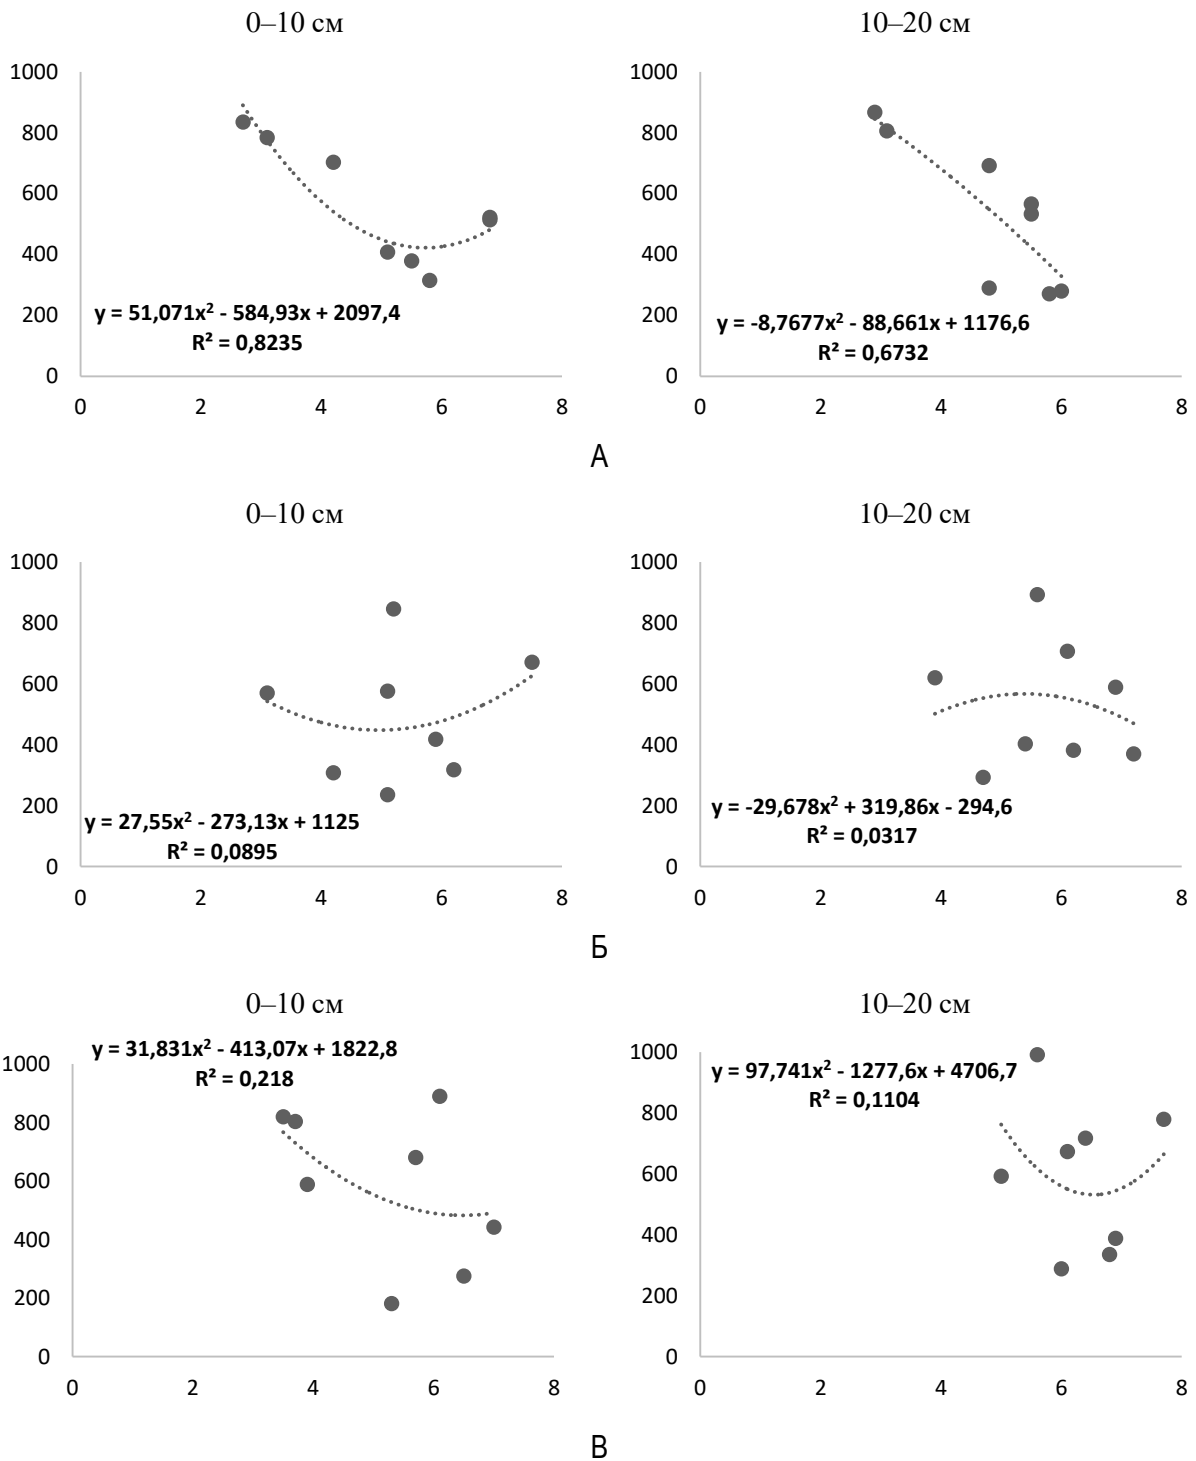 0–10 см
10–20 см
1000
800
600
400
200
0
y = 51,071x² - 584,93x + 2097,4
R² = 0,8235
0 2 4 6 8
1000
800
600
400
200
0
y = -8,7677x² - 88,661x + 1176,6
R² = 0,6732
0 2 4 6 8
А
0–10 см
10–20 см
1000
800
600
400
200
0
y = 27,55x² - 273,13x + 1125
R² = 0,0895
0 2 4 6 8
1000
800
600
400
200
0
y = -29,678x² + 319,86x - 294,6
R² = 0,0317
0 2 4 6 8
Б
0–10 см
10–20 см
y = 31,831x² - 413,07x + 1822,8
R² = 0,218
1000
800
600
400
200
0
0 2 4 6 8
y = 97,741x² - 1277,6x + 4706,7
R² = 0,1104
1000
800
600
400
200
0
0 2 4 6 8
В